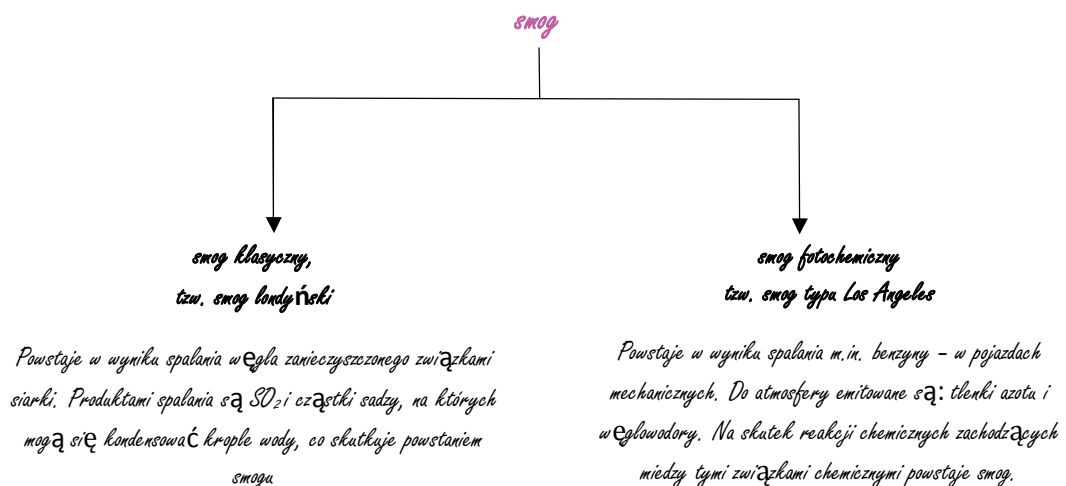 smog
smog klasyczny,
tzw. smog londyński
Powstaje w wyniku spalania węgla zanieczyszczonego związkami
siarki. Produktami spalania są SO₂ i cząstki sadzy, na których
mogą się kondensować krople wody, co skutkuje powstaniem
smogu
smog fotochemiczny
tzw. smog typu Los Angeles
Powstaje w wyniku spalania m.in. benzyny – w pojazdach
mechanicznych. Do atmosfery emitowane są: tlenki azotu i
węglowodory. Na skutek reakcji chemicznych zachodzących
miedzy tymi związkami chemicznymi powstaje smog.